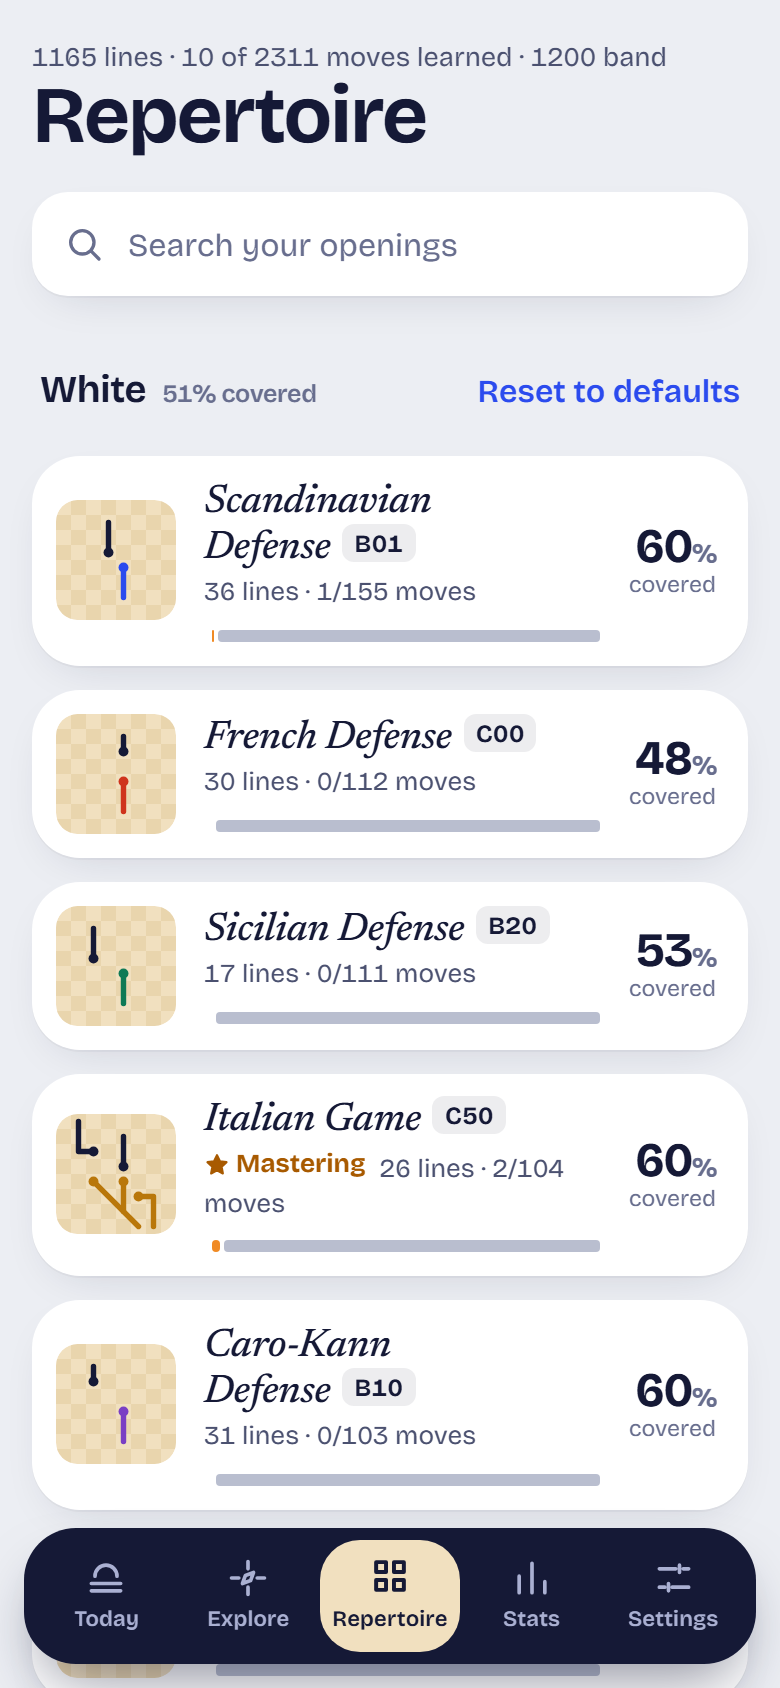 1165 lines · 10 of 2311 moves learned · 1200 band
Repertoire
Search your openings
White 51% covered
Reset to defaults
Scandinavian
Defense B01
36 lines · 1/155 moves
60%
covered
French Defense C00
30 lines · 0/112 moves
48%
covered
Sicilian Defense B20
17 lines · 0/111 moves
53%
covered
Italian Game C50
Mastering 26 lines · 2/104
moves
60%
covered
Caro-Kann
Defense B10
31 lines · 0/103 moves
60%
covered
Today
Explore
Repertoire
Stats
Settings